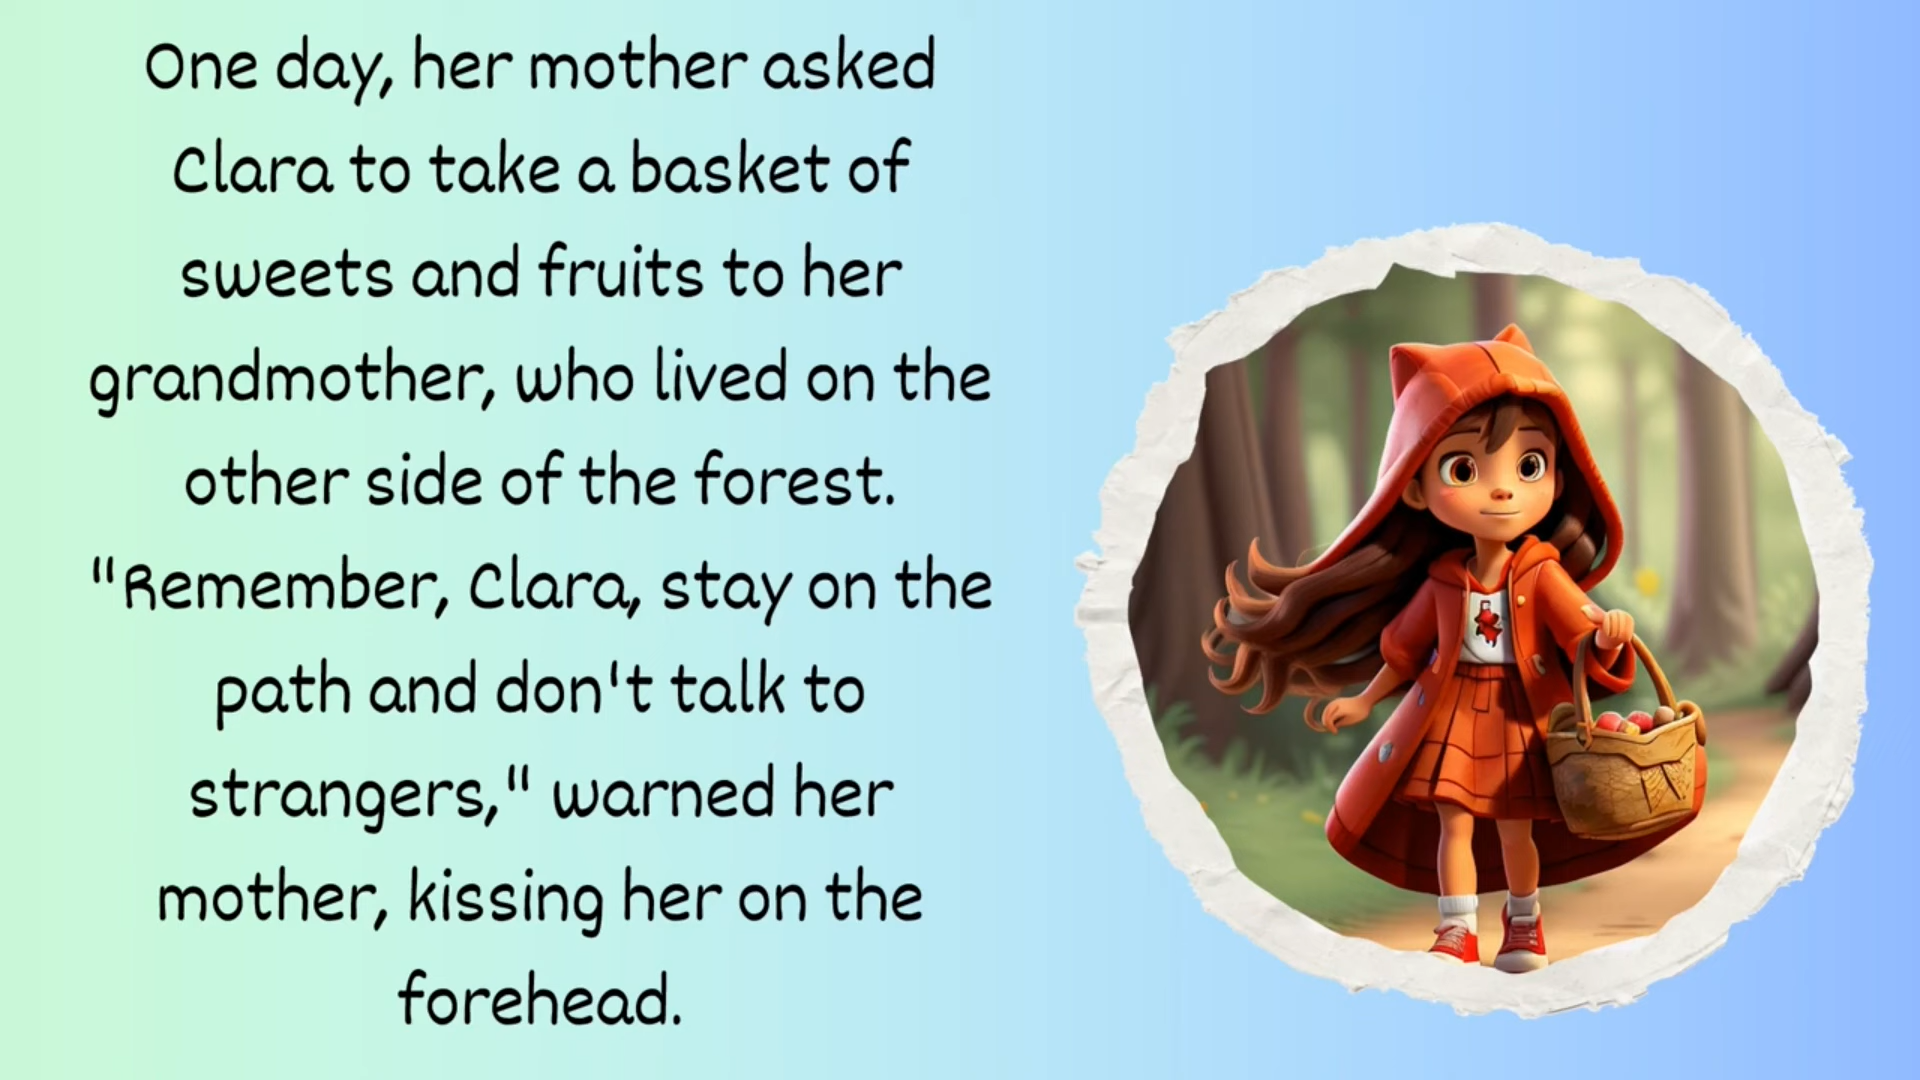 One day, her mother asked
Clara to take a basket of
sweets and fruits to her
grandmother, who lived on the
other side of the forest.
"Remember, Clara, stay on the
path and don't talk to
strangers," warned her
mother, kissing her on the
forehead.